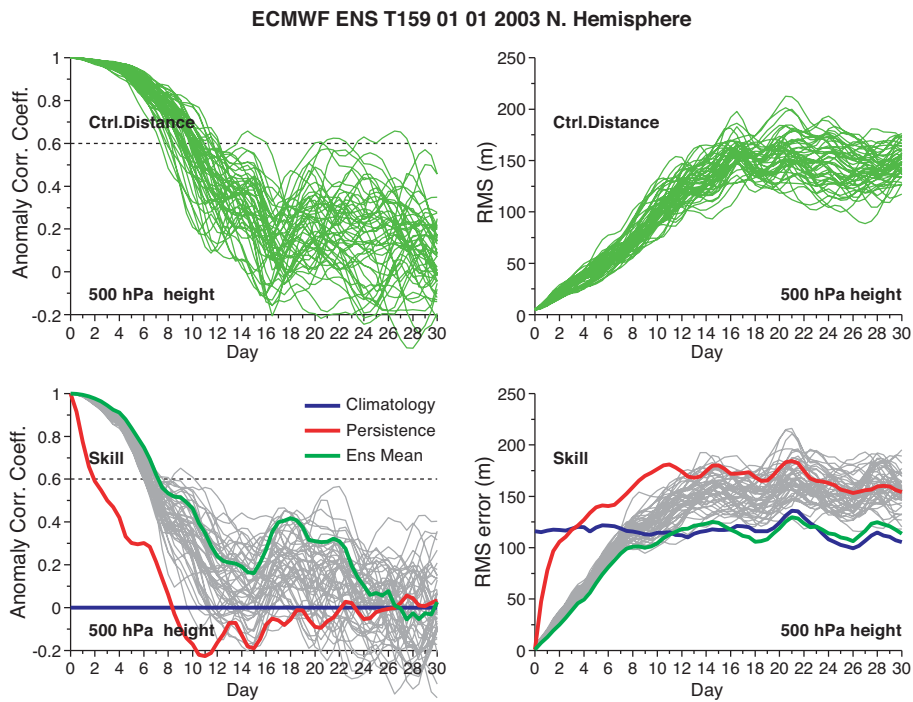 ECMWF ENS T159 01 01 2003 N. Hemisphere
Anomaly Corr. Coeff.
1
0.8
0.6
0.4
0.2
0
-0.2
Ctrl.Distance
500 hPa height
0 2 4 6 8 10 12 14 16 18 20 22 24 26 28 30
Day
RMS (m)
250
200
150
100
50
0
Ctrl.Distance
500 hPa height
0 2 4 6 8 10 12 14 16 18 20 22 24 26 28 30
Day
Anomaly Corr. Coeff.
1
0.8
0.6
0.4
0.2
0
-0.2
Climatology
Persistence
Ens Mean
Skill
500 hPa height
0 2 4 6 8 10 12 14 16 18 20 22 24 26 28 30
Day
RMS error (m)
250
200
150
100
50
0
Skill
500 hPa height
0 2 4 6 8 10 12 14 16 18 20 22 24 26 28 30
Day